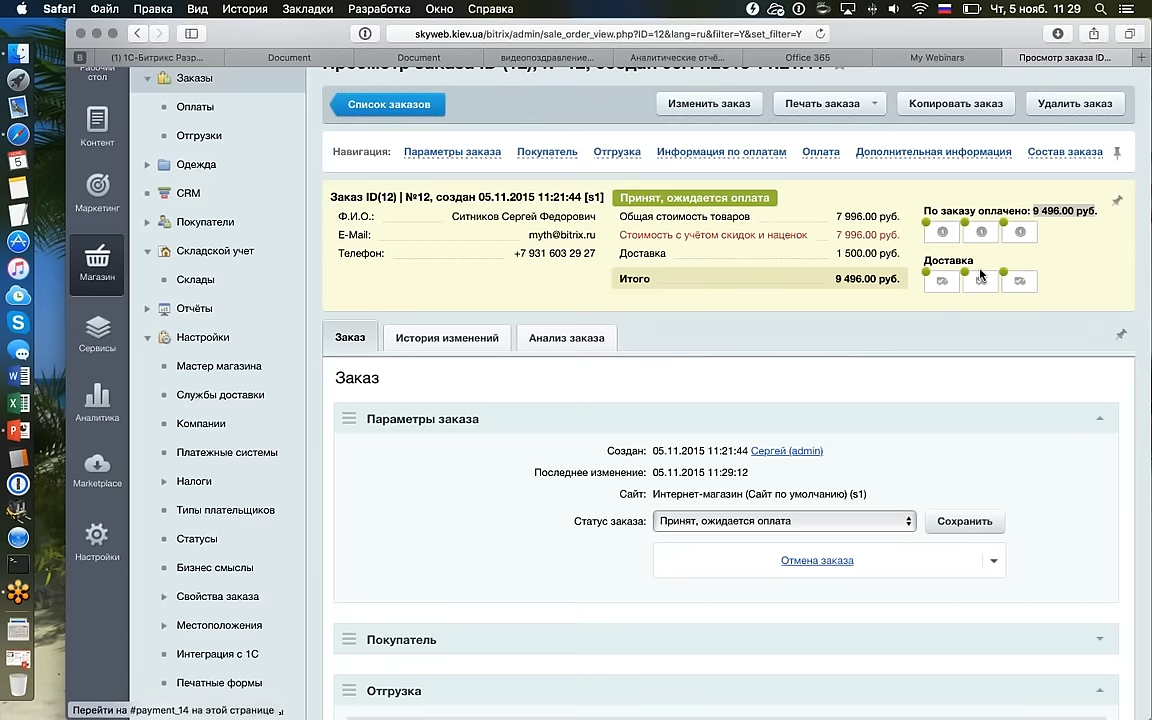 Safari Файл Правка Вид История Закладки Разработка Окно Справка
Чт, 5 нояб. 11 29
skyweb.kiev.ua/bitrix/admin/sale_order_view.php?ID=12&lang=ru&filter=Y&set_filter=Y
(1) 1С-Битрикс Разр...
Document
Document
видеопоздравление...
Аналитические отчё...
Office 365
My Webinars
Просмотр заказа ID...
стол
Контент
Маркетинг
Магазин
Сервисы
Аналитика
Marketplace
Настройки
Заказы
Оплаты
Отгрузки
Одежда
CRM
Покупатели
Складской учет
Склады
Отчёты
Настройки
Мастер магазина
Службы доставки
Компании
Платежные системы
Налоги
Типы плательщиков
Статусы
Бизнес смыслы
Свойства заказа
Местоположения
Интеграция с 1С
Печатные формы
Список заказов
Изменить заказ
Печать заказа
Копировать заказ
Удалить заказ
Навигация: Параметры заказа Покупатель Отгрузка Информация по оплатам Оплата Дополнительная информация Состав заказа
Заказ ID(12) | №12, создан 05.11.2015 11:21:44 [s1]
Ф.И.О.: Ситников Сергей Федорович
E-Mail: myth@bitrix.ru
Телефон: +7 931 603 29 27
Принят, ожидается оплата
Общая стоимость товаров 7 996.00 руб.
Стоимость с учётом скидок и наценок 7 996.00 руб.
Доставка 1 500.00 руб.
Итого 9 496.00 руб.
По заказу оплачено: 9 496.00 руб.
Доставка
Заказ
История изменений
Анализ заказа
Заказ
Параметры заказа
Создан: 05.11.2015 11:21:44 Сергей (admin)
Последнее изменение: 05.11.2015 11:29:12
Сайт: Интернет-магазин (Сайт по умолчанию) (s1)
Статус заказа: Принят, ожидается оплата
Сохранить
Отмена заказа
Покупатель
Отгрузка
Перейти на #payment_14 на этой странице